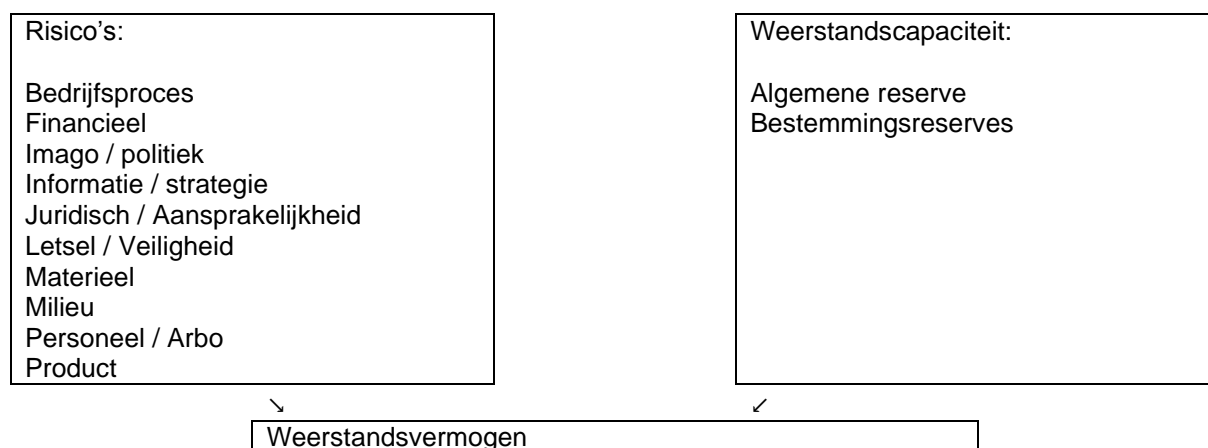 Risico's:
Bedrijfsproces
Financieel
Imago / politiek
Informatie / strategie
Juridisch / Aansprakelijkheid
Letsel / Veiligheid
Materieel
Milieu
Personeel / Arbo
Product
Weerstandscapaciteit:
Algemene reserve
Bestemmingsreserves
↘ ↙
Weerstandsvermogen